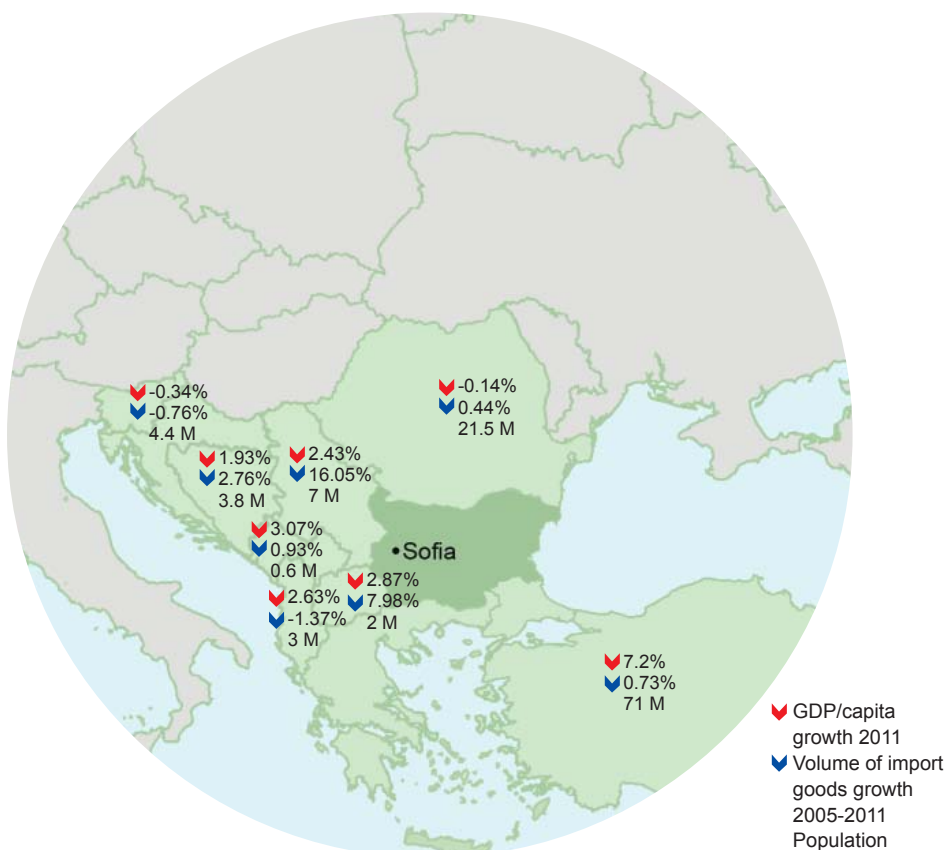 -0.34%
-0.76%
4.4 M
-0.14%
0.44%
21.5 M
1.93%
2.76%
3.8 M
2.43%
16.05%
7 M
3.07%
0.93%
0.6 M
Sofia
2.63%
-1.37%
3 M
2.87%
7.98%
2 M
7.2%
0.73%
71 M
GDP/capita
growth 2011
Volume of import
goods growth
2005-2011
Population